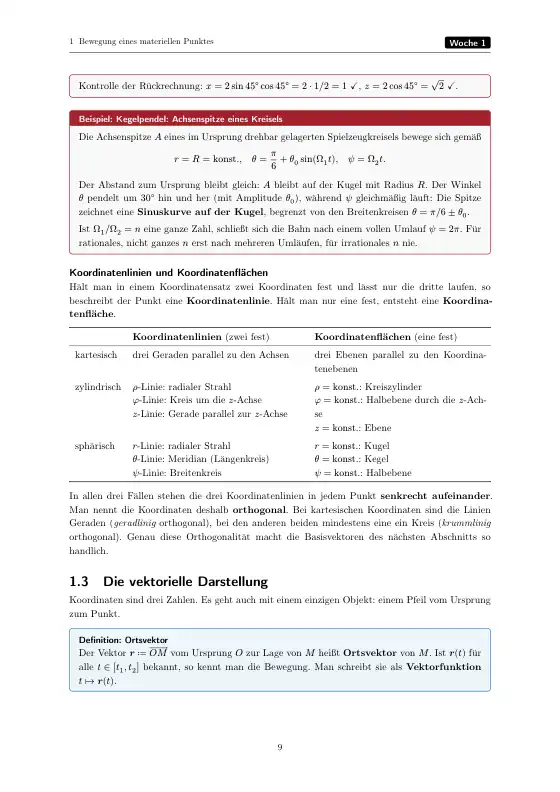 1 Bewegung eines materiellen Punktes
Woche 1
Kontrolle der Rückrechnung: x = 2 sin 45° cos 45° = 2 · 1/2 = 1 ✓, z = 2 cos 45° = √2 ✓.
Beispiel: Kegelpendel: Achsenspitze eines Kreisels
Die Achsenspitze A eines im Ursprung drehbar gelagerten Spielzeugkreisels bewege sich gemäß
r = R = konst., θ = π/6 + θ₀ sin(Ω₁t), ψ = Ω₂t.
Der Abstand zum Ursprung bleibt gleich: A bleibt auf der Kugel mit Radius R. Der Winkel
θ pendelt um 30° hin und her (mit Amplitude θ₀), während ψ gleichmäßig läuft: Die Spitze
zeichnet eine Sinuskurve auf der Kugel, begrenzt von den Breitenkreisen θ = π/6 ± θ₀.
Ist Ω₁/Ω₂ = n eine ganze Zahl, schließt sich die Bahn nach einem vollen Umlauf ψ = 2π. Für
rationales, nicht ganzes n erst nach mehreren Umläufen, für irrationales n nie.
Koordinatenlinien und Koordinatenflächen
Hält man in einem Koordinatensatz zwei Koordinaten fest und lässt nur die dritte laufen, so
beschreibt der Punkt eine Koordinatenlinie. Hält man nur eine fest, entsteht eine Koordina-
tenfläche.
Koordinatenlinien (zwei fest) Koordinatenflächen (eine fest)
kartesisch drei Geraden parallel zu den Achsen drei Ebenen parallel zu den Koordina-
tenebenen
zylindrisch ρ-Linie: radialer Strahl ρ = konst.: Kreiszylinder
φ-Linie: Kreis um die z-Achse φ = konst.: Halbebene durch die z-Ach-
z-Linie: Gerade parallel zur z-Achse se
z = konst.: Ebene
sphärisch r-Linie: radialer Strahl r = konst.: Kugel
θ-Linie: Meridian (Längenkreis) θ = konst.: Kegel
ψ-Linie: Breitenkreis ψ = konst.: Halbebene
In allen drei Fällen stehen die drei Koordinatenlinien in jedem Punkt senkrecht aufeinander.
Man nennt die Koordinaten deshalb orthogonal. Bei kartesischen Koordinaten sind die Linien
Geraden (geradlinig orthogonal), bei den anderen beiden mindestens eine ein Kreis (krummlinig
orthogonal). Genau diese Orthogonalität macht die Basisvektoren des nächsten Abschnitts so
handlich.
1.3 Die vektorielle Darstellung
Koordinaten sind drei Zahlen. Es geht auch mit einem einzigen Objekt: einem Pfeil vom Ursprung
zum Punkt.
Definition: Ortsvektor
Der Vektor r ≔ O͞M͞ vom Ursprung O zur Lage von M heißt Ortsvektor von M. Ist r(t) für
alle t ∈ [t₁, t₂] bekannt, so kennt man die Bewegung. Man schreibt sie als Vektorfunktion
t ↦ r(t).
9